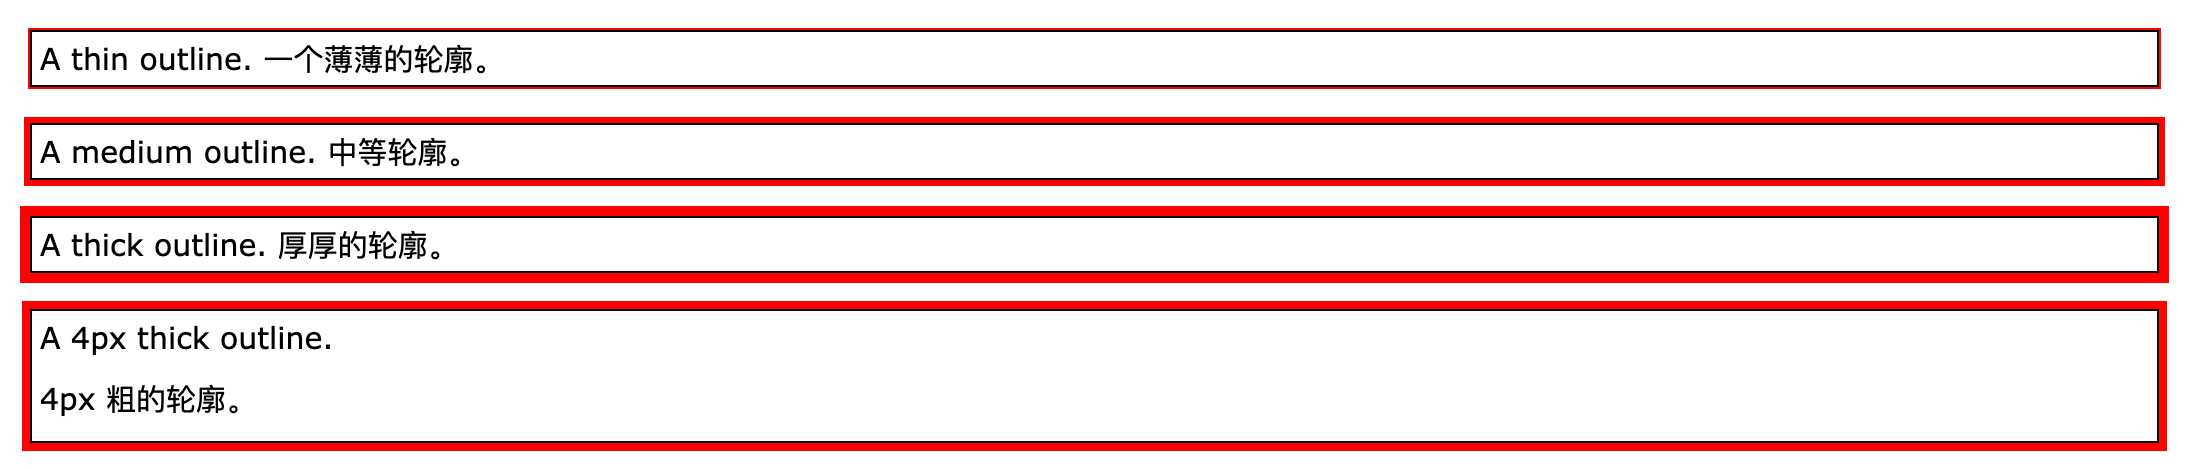 A thin outline. 一个薄薄的轮廓。
A medium outline. 中等轮廓。
A thick outline. 厚厚的轮廓。
A 4px thick outline.
4px 粗的轮廓。